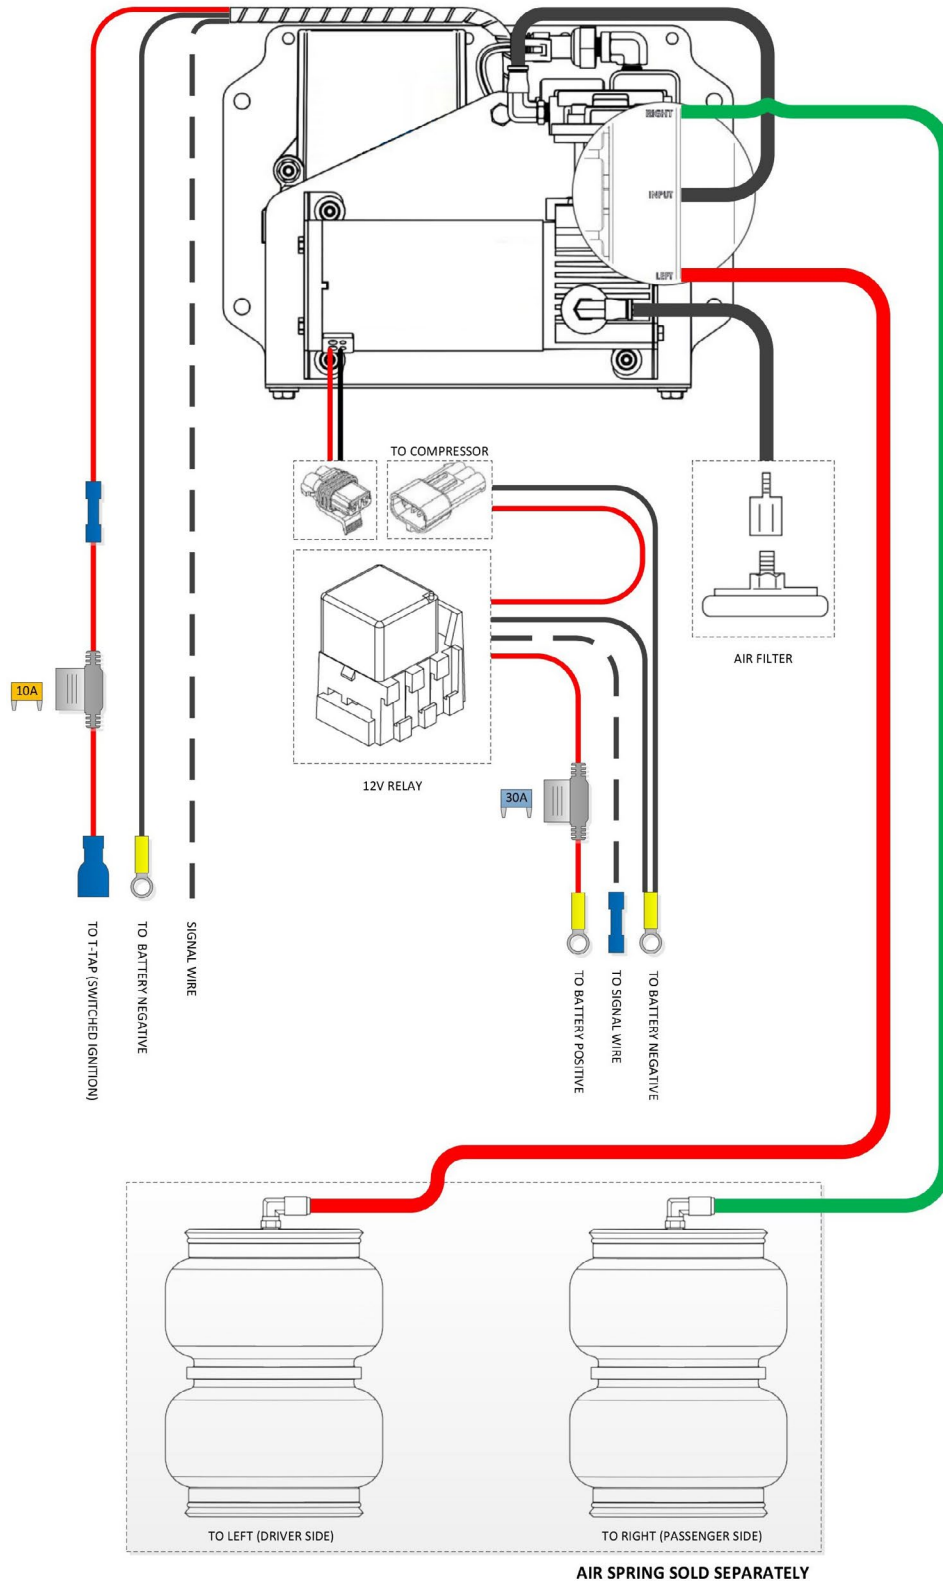 RIGHT
INPUT
LEFT
TO COMPRESSOR
AIR FILTER
10A
12V RELAY
30A
TO T-TAP (SWITCHED IGNITION)
TO BATTERY NEGATIVE
SIGNAL WIRE
TO BATTERY POSITIVE
TO SIGNAL WIRE
TO BATTERY NEGATIVE
TO LEFT (DRIVER SIDE)
TO RIGHT (PASSENGER SIDE)
AIR SPRING SOLD SEPARATELY